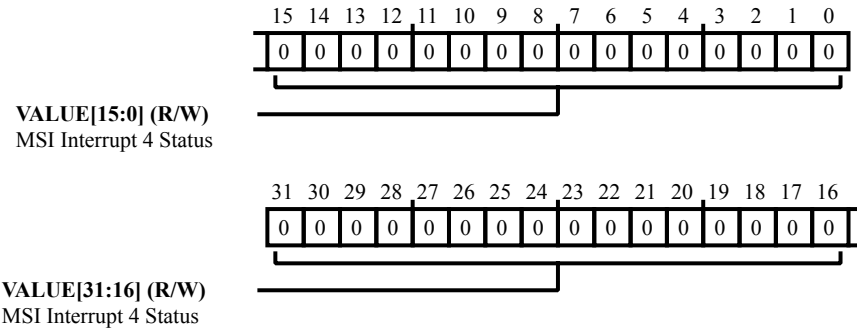 15 14 13 12 11 10 9 8 7 6 5 4 3 2 1 0
0 0 0 0 0 0 0 0 0 0 0 0 0 0 0 0
VALUE[15:0] (R/W)
MSI Interrupt 4 Status
31 30 29 28 27 26 25 24 23 22 21 20 19 18 17 16
0 0 0 0 0 0 0 0 0 0 0 0 0 0 0 0
VALUE[31:16] (R/W)
MSI Interrupt 4 Status